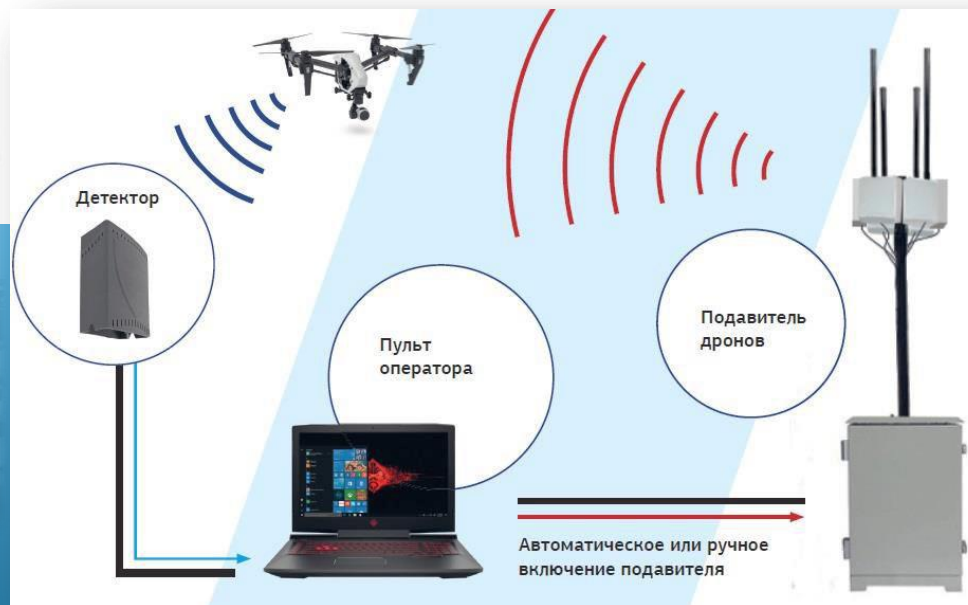 Детектор
Пульт
оператора
Подавитель
дронов
Автоматическое или ручное
включение подавителя